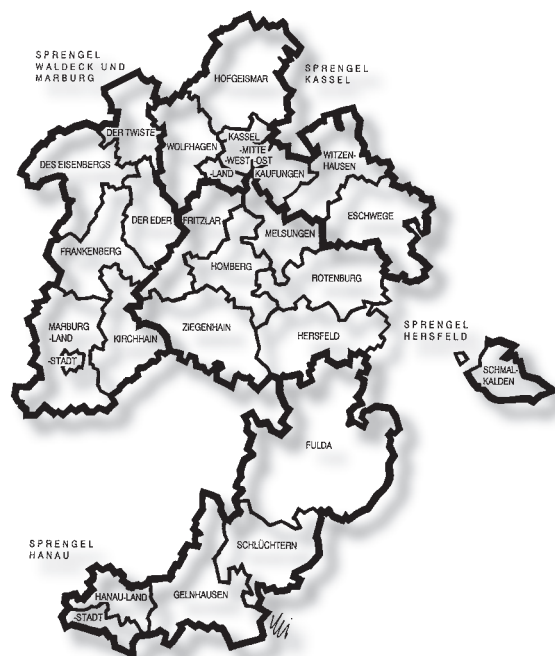 SPRENGEL
WALDECK UND
MARBURG
SPRENGEL
KASSEL
HOFGEISMAR
DER TWISTE
WOLFHAGEN
KASSEL
-MITTE
-WEST
-OST
-LAND
KAUFUNGEN
WITZEN-
HAUSEN
DES EISENBERGS
ESCHWEGE
DER EDER
FRITZLAR
MELSUNGEN
FRANKENBERG
HOMBERG
ROTENBURG
MARBURG
-LAND
-STADT
KIRCHHAIN
ZIEGENHAIN
HERSFELD
SPRENGEL
HERSFELD
SCHMAL-
KALDEN
FULDA
SCHLÜCHTERN
SPRENGEL
HANAU
HANAU-LAND
-STADT
GELNHAUSEN